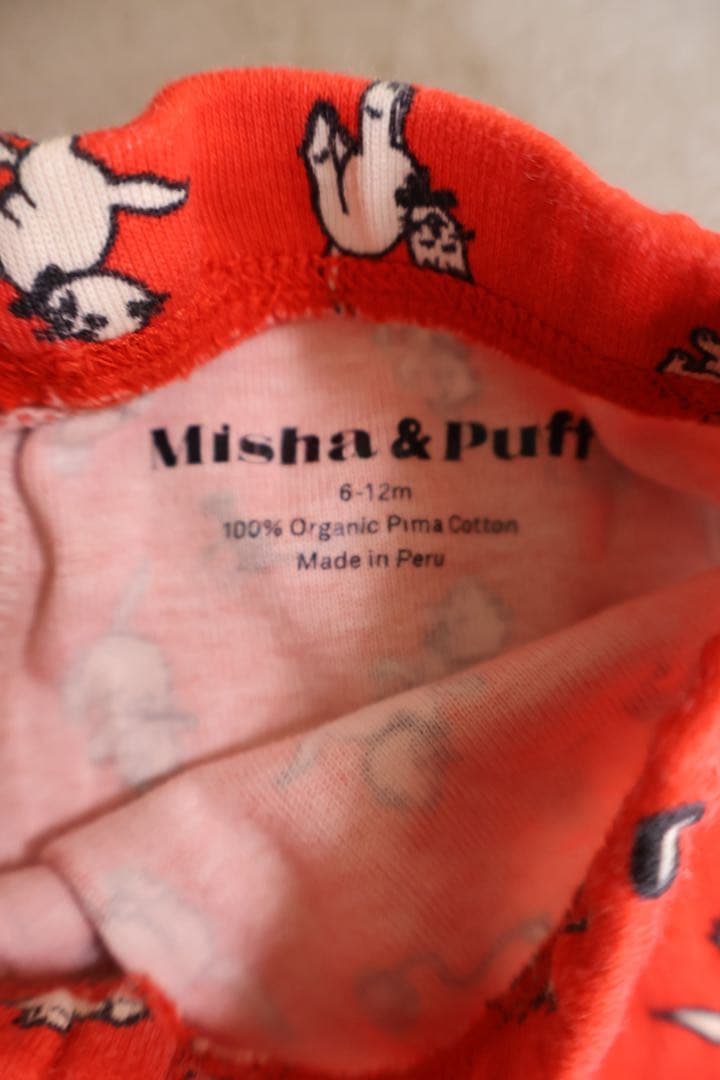 Misha & Puff
6-12m
100% Organic Pima Cotton
Made in Peru